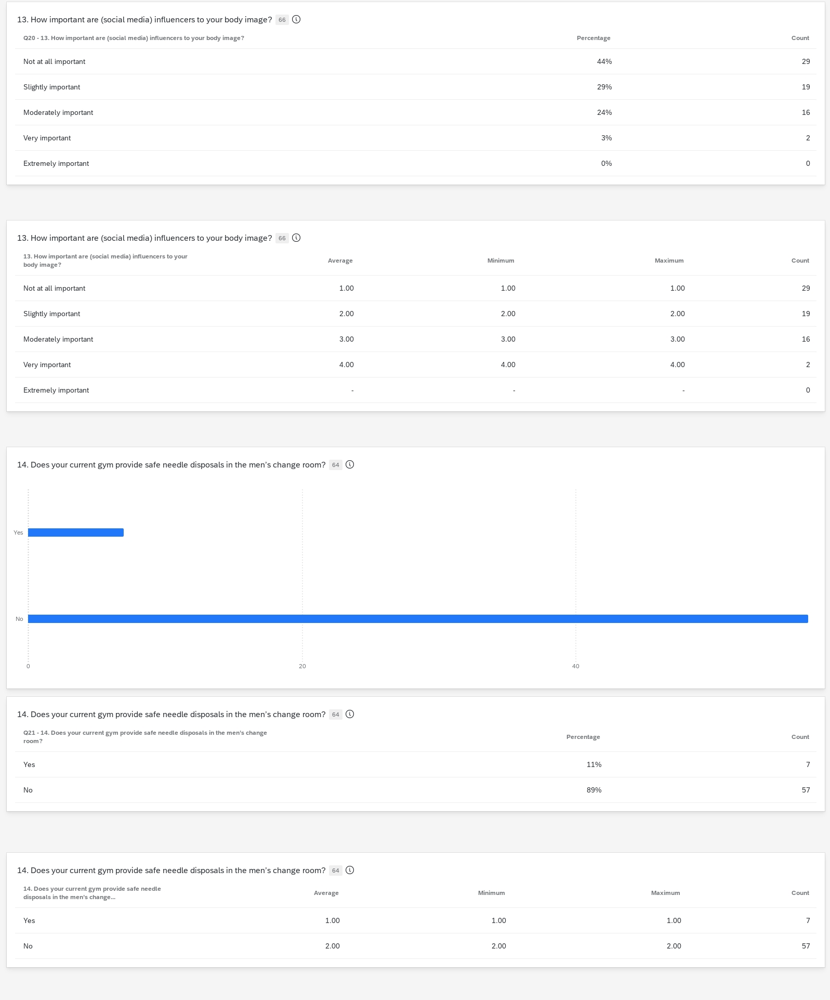 13. How important are (social media) influencers to your body image? 66
Q20 - 13. How important are (social media) influencers to your body image? Percentage Count
Not at all important 44% 29
Slightly important 29% 19
Moderately important 24% 16
Very important 3% 2
Extremely important 0% 0
13. How important are (social media) influencers to your body image? 66
13. How important are (social media) influencers to your
body image? Average Minimum Maximum Count
Not at all important 1.00 1.00 1.00 29
Slightly important 2.00 2.00 2.00 19
Moderately important 3.00 3.00 3.00 16
Very important 4.00 4.00 4.00 2
Extremely important - - - 0
14. Does your current gym provide safe needle disposals in the men’s change room? 64
Yes
No
0 20 40
14. Does your current gym provide safe needle disposals in the men’s change room? 64
Q21 - 14. Does your current gym provide safe needle disposals in the men’s change
room? Percentage Count
Yes 11% 7
No 89% 57
14. Does your current gym provide safe needle disposals in the men’s change room? 64
14. Does your current gym provide safe needle
disposals in the men’s change... Average Minimum Maximum Count
Yes 1.00 1.00 1.00 7
No 2.00 2.00 2.00 57